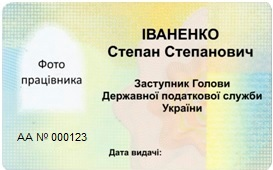 ІВАНЕНКО
Степан Степанович
Фото
працівника
Заступник Голови
Державної податкової служби
України
АА № 000123
Дата видачі: